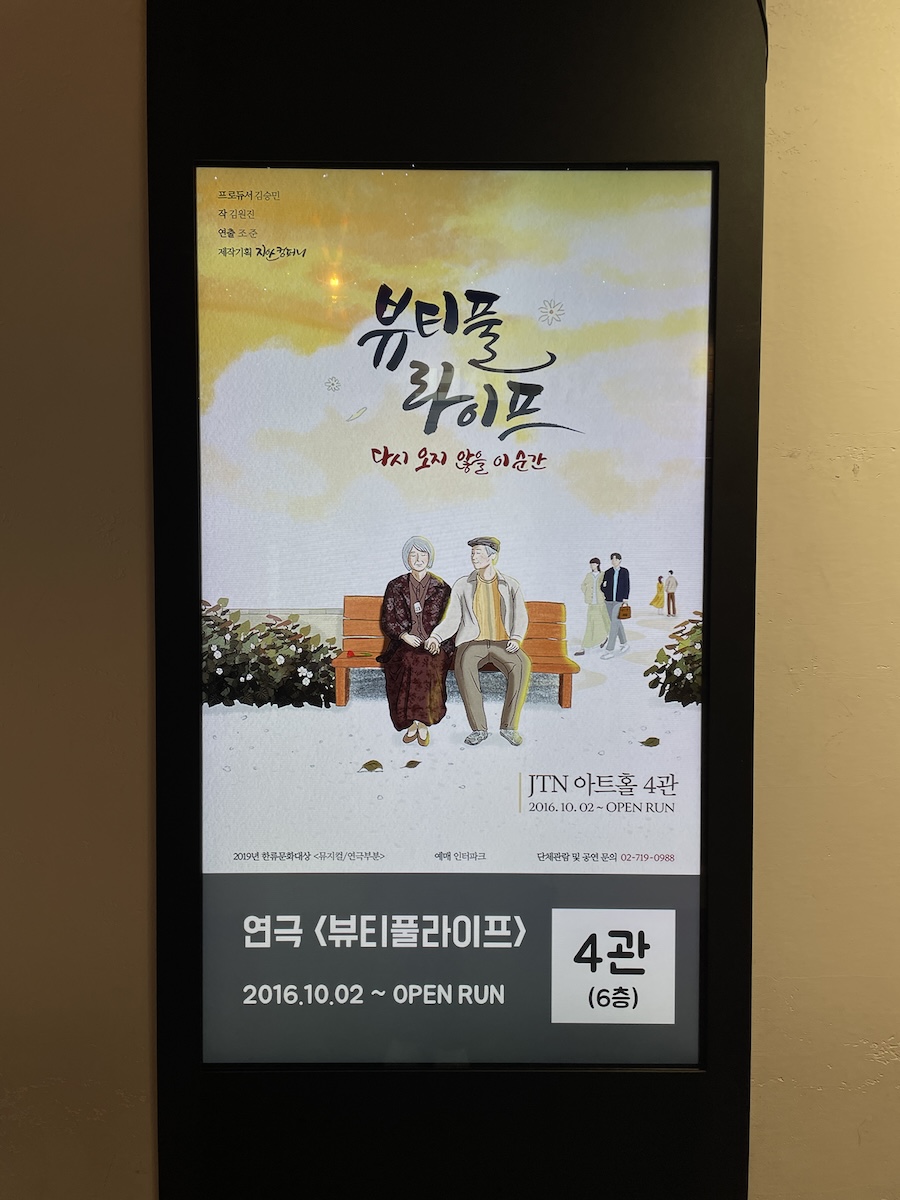 프로듀서 김승민
작 김원진
연출 조 준
제작기획 지안컴퍼니
뷰티풀
라이프
다시 오지 않을 이 순간
JTN 아트홀 4관
2016. 10. 02 ~ OPEN RUN
2019년 한류문화대상 <뮤지컬/연극부분> 예매 인터파크 단체관람 및 공연 문의 02-719-0988
연극 <뷰티풀라이프>
2016.10.02 ~ OPEN RUN
4관
(6층)